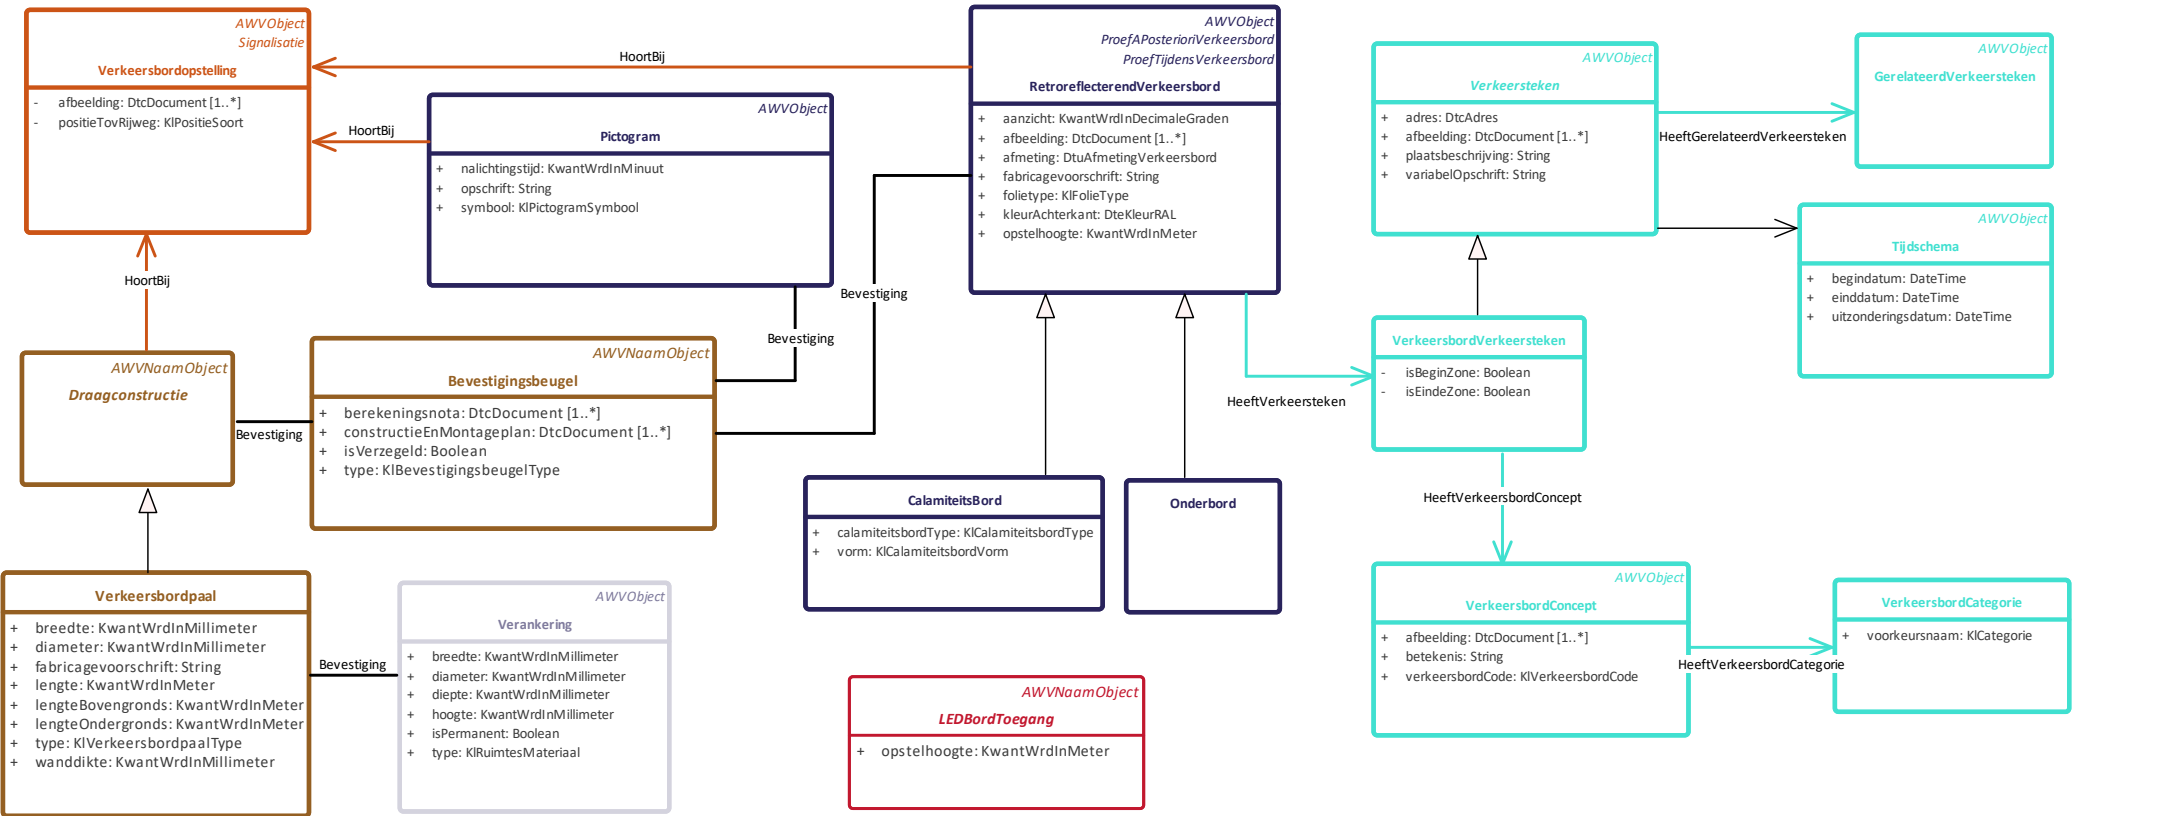 AWVObject
Signalisatie
Verkeersbordopstelling
- afbeelding: DtcDocument [1..*]
- positieTovRijweg: KlPositieSoort
HoortBij
HoortBij
HoortBij
AWVObject
Pictogram
+ nalichtingstijd: KwantWrdInMinuut
+ opschrift: String
+ symbool: KlPictogramSymbool
AWVObject
ProefAPosterioriVerkeersbord
ProefTijdensVerkeersbord
RetroreflecterendVerkeersbord
+ aanzicht: KwantWrdInDecimaleGraden
+ afbeelding: DtcDocument [1..*]
+ afmeting: DtuAfmetingVerkeersbord
+ fabricagevoorschrift: String
+ folietype: KlFolieType
+ kleurAchterkant: DteKleurRAL
+ opstelhoogte: KwantWrdInMeter
AWVObject
Verkeersteken
+ adres: DtcAdres
+ afbeelding: DtcDocument [1..*]
+ plaatsbeschrijving: String
+ variabelOpschrift: String
HeeftGerelateerdVerkeersteken
AWVObject
GerelateerdVerkeersteken
AWVObject
Tijdschema
+ begindatum: DateTime
+ einddatum: DateTime
+ uitzonderingsdatum: DateTime
Bevestiging
Bevestiging
AWVNaamObject
Draagconstructie
Bevestiging
AWVNaamObject
Bevestigingsbeugel
+ berekeningsnota: DtcDocument [1..*]
+ constructieEnMontageplan: DtcDocument [1..*]
+ isVerzegeld: Boolean
+ type: KlBevestigingsbeugelType
VerkeersbordVerkeersteken
- isBeginZone: Boolean
- isEindeZone: Boolean
HeeftVerkeersteken
HeeftVerkeersbordConcept
CalamiteitsBord
+ calamiteitsbordType: KlCalamiteitsbordType
+ vorm: KlCalamiteitsbordVorm
Onderbord
Verkeersbordpaal
+ breedte: KwantWrdInMillimeter
+ diameter: KwantWrdInMillimeter
+ fabricagevoorschrift: String
+ lengte: KwantWrdInMeter
+ lengteBovengronds: KwantWrdInMeter
+ lengteOndergronds: KwantWrdInMeter
+ type: KlVerkeersbordpaalType
+ wanddikte: KwantWrdInMillimeter
Bevestiging
AWVObject
Verankering
+ breedte: KwantWrdInMillimeter
+ diameter: KwantWrdInMillimeter
+ diepte: KwantWrdInMillimeter
+ hoogte: KwantWrdInMillimeter
+ isPermanent: Boolean
+ type: KlRuimtesMateriaal
AWVNaamObject
LEDBordToegang
+ opstelhoogte: KwantWrdInMeter
AWVObject
VerkeersbordConcept
+ afbeelding: DtcDocument [1..*]
+ betekenis: String
+ verkeersbordCode: KlVerkeersbordCode
HeeftVerkeersbordCategorie
VerkeersbordCategorie
+ voorkeursnaam: KlCategorie